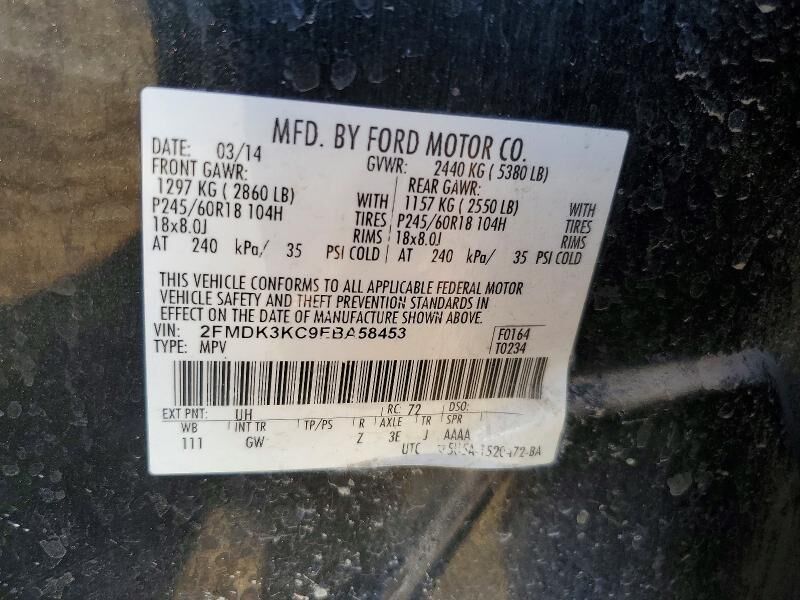 MFD. BY FORD MOTOR CO.
DATE: 03/14 GVWR: 2440 KG ( 5380 LB)
FRONT GAWR: REAR GAWR:
1297 KG ( 2860 LB) WITH 1157 KG ( 2550 LB) WITH
P245/60R18 104H TIRES P245/60R18 104H TIRES
18x8.0J RIMS 18x8.0J RIMS
AT 240 kPa/ 35 PSI COLD AT 240 kPa/ 35 PSI COLD
THIS VEHICLE CONFORMS TO ALL APPLICABLE FEDERAL MOTOR
VEHICLE SAFETY AND THEFT PREVENTION STANDARDS IN
EFFECT ON THE DATE OF MANUFACTURE SHOWN ABOVE.
VIN: 2FMDK3KC9EBA58453 F0164
TYPE: MPV T0234
EXT PNT: UH RC: 72 DSO:
WB INT TR TP/PS R AXLE TR SPR
111 GW Z 3E J AAAA
UTC